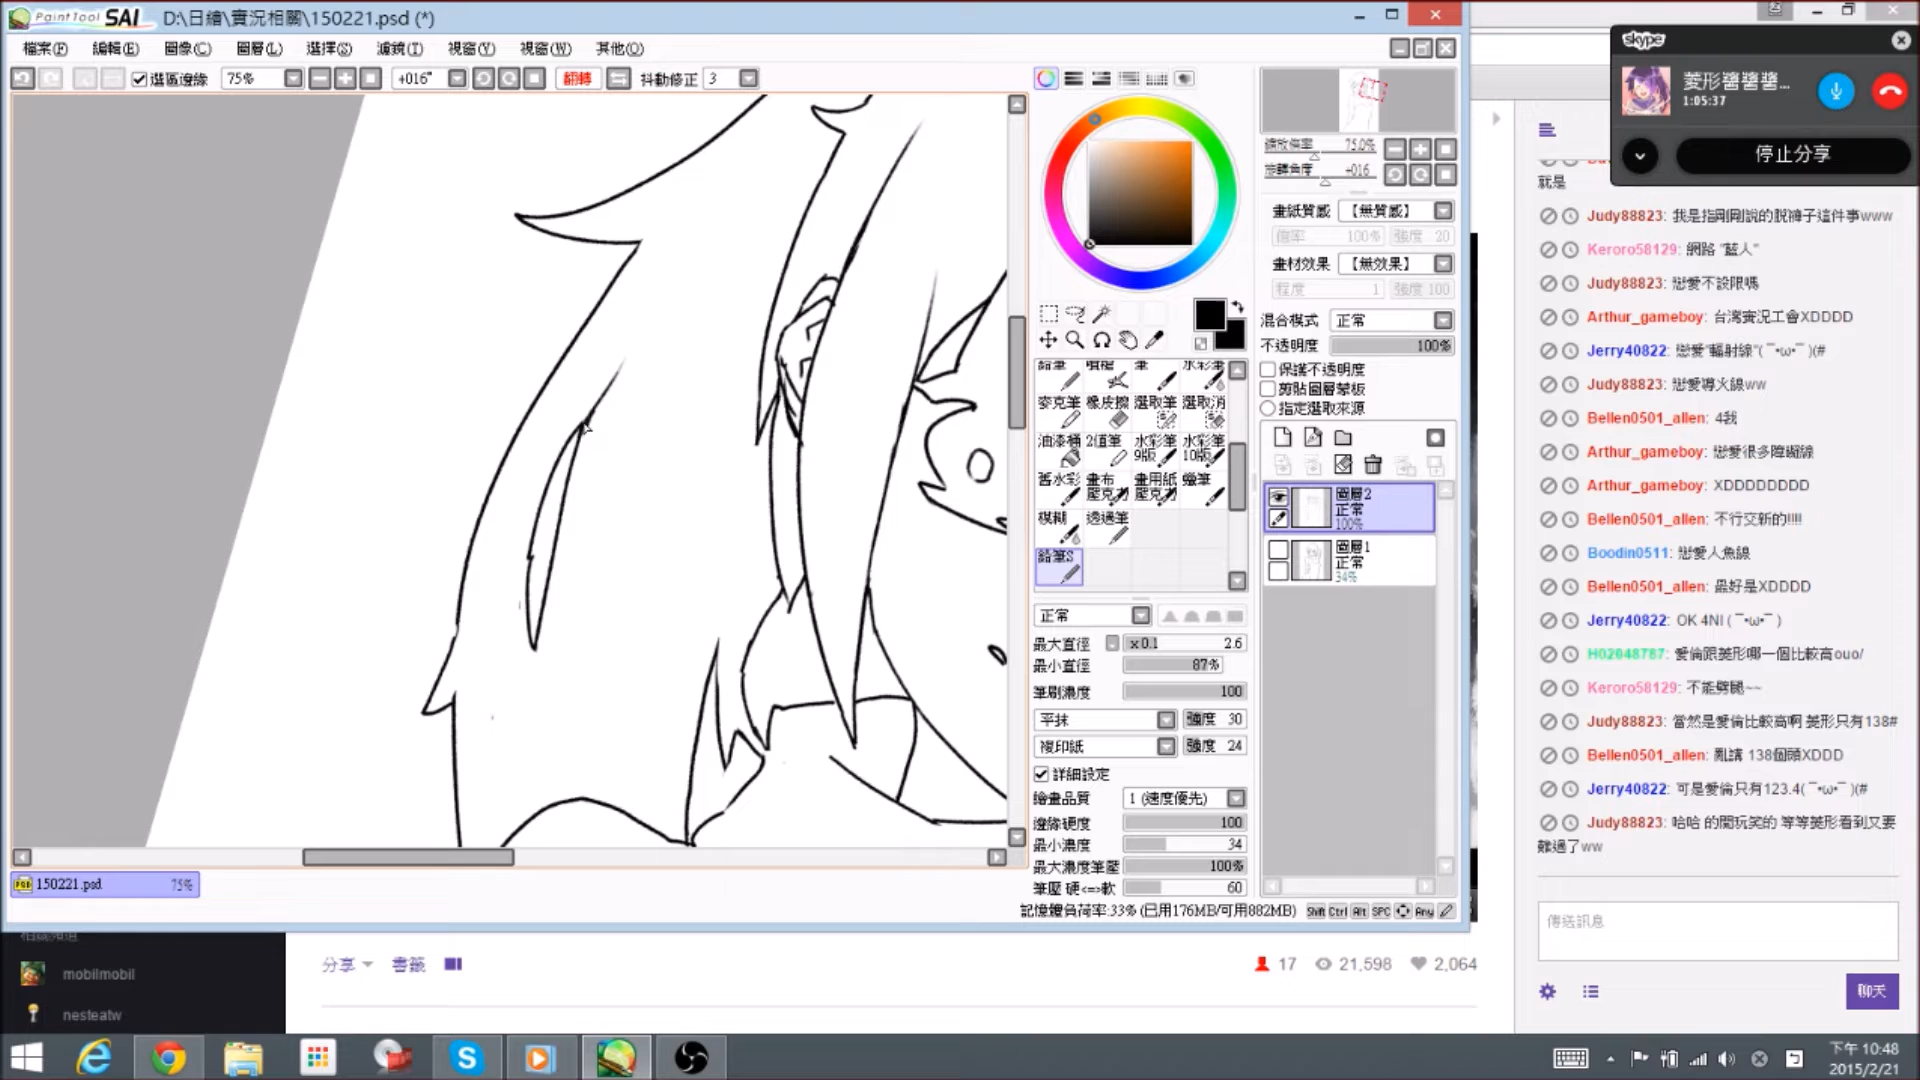 PaintTool SAI D:\日繪\實況相關\150221.psd (*)
檔案(F) 編輯(E) 圖像(C) 圖層(L) 選擇(S) 濾鏡(T) 視窗(V) 視窗(W) 其他(O)
選區邊緣 75% +016° 翻轉 抖動修正 3
縮放倍率 75.0%
旋轉角度 +016
畫紙質感 【無質感】
倍率 100% 強度 20
畫材效果 【無效果】
程度 1 強度 100
混合模式 正常
不透明度 100%
保護不透明度
剪貼圖層蒙板
指定選取來源
鉛筆 噴槍 筆 水彩筆
麥克筆 橡皮擦 選取筆 選取消
油漆桶 2值筆 水彩筆9版 水彩筆10版
舊水彩 畫布壓克力 畫用紙壓克力 蠟筆
模糊 透過筆
鉛筆S
圖層2
正常
100%
圖層1
正常
34%
正常
最大直徑 x0.1 2.6
最小直徑 87%
筆刷濃度 100
平抹 強度 30
複印紙 強度 24
詳細設定
繪畫品質 1 (速度優先)
邊緣硬度 100
最小濃度 34
最大濃度筆壓 100%
筆壓 硬<=>軟 60
150221.psd 75%
記憶體負荷率:33% (已用176MB/可用882MB) Shift Ctrl Alt SPC Any
skype
菱形醬醬醬...
1:05:37
停止分享
就是
Judy88823: 我是指剛剛說的脫褲子這件事www
Keroro58129: 網路 "藍人"
Judy88823: 戀愛不設限嗎
Arthur_gameboy: 台灣實況工會XDDDD
Jerry40822: 戀愛"輻射線"(¯•ω•¯)(#
Judy88823: 戀愛導火線ww
Bellen0501_allen: 4我
Arthur_gameboy: 戀愛很多障礙線
Arthur_gameboy: XDDDDDDDD
Bellen0501_allen: 不行交新的!!!!
Boodin0511: 戀愛人魚線
Bellen0501_allen: 最好是XDDDD
Jerry40822: OK 4NI (¯•ω•¯)
H02048787: 愛倫跟菱形哪一個比較高ouo/
Keroro58129: 不能劈腿~~
Judy88823: 當然是愛倫比較高啊 菱形只有138#
Bellen0501_allen: 亂講 138個頭XDDD
Jerry40822: 可是愛倫只有123.4(¯•ω•¯)(#
Judy88823: 哈哈 的開玩笑的 等等菱形看到又要
難過了ww
傳送訊息
聊天
分享 書籤 17 21,598 2,064
mobilmobil
nesteatw
下午 10:48
2015/2/21